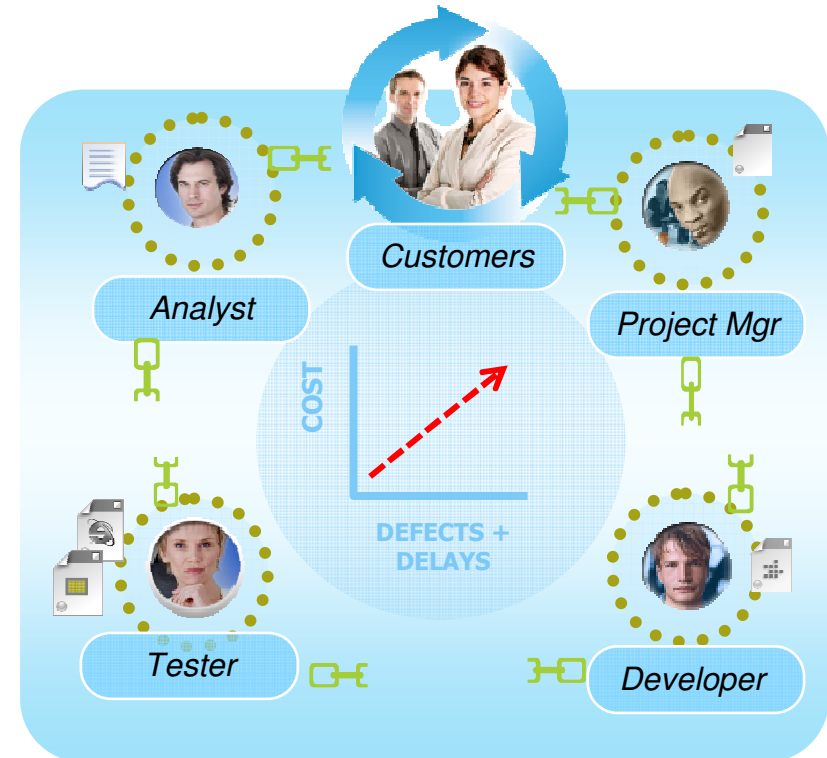 Customers
Analyst
Project Mgr
COST
DEFECTS +
DELAYS
Tester
Developer